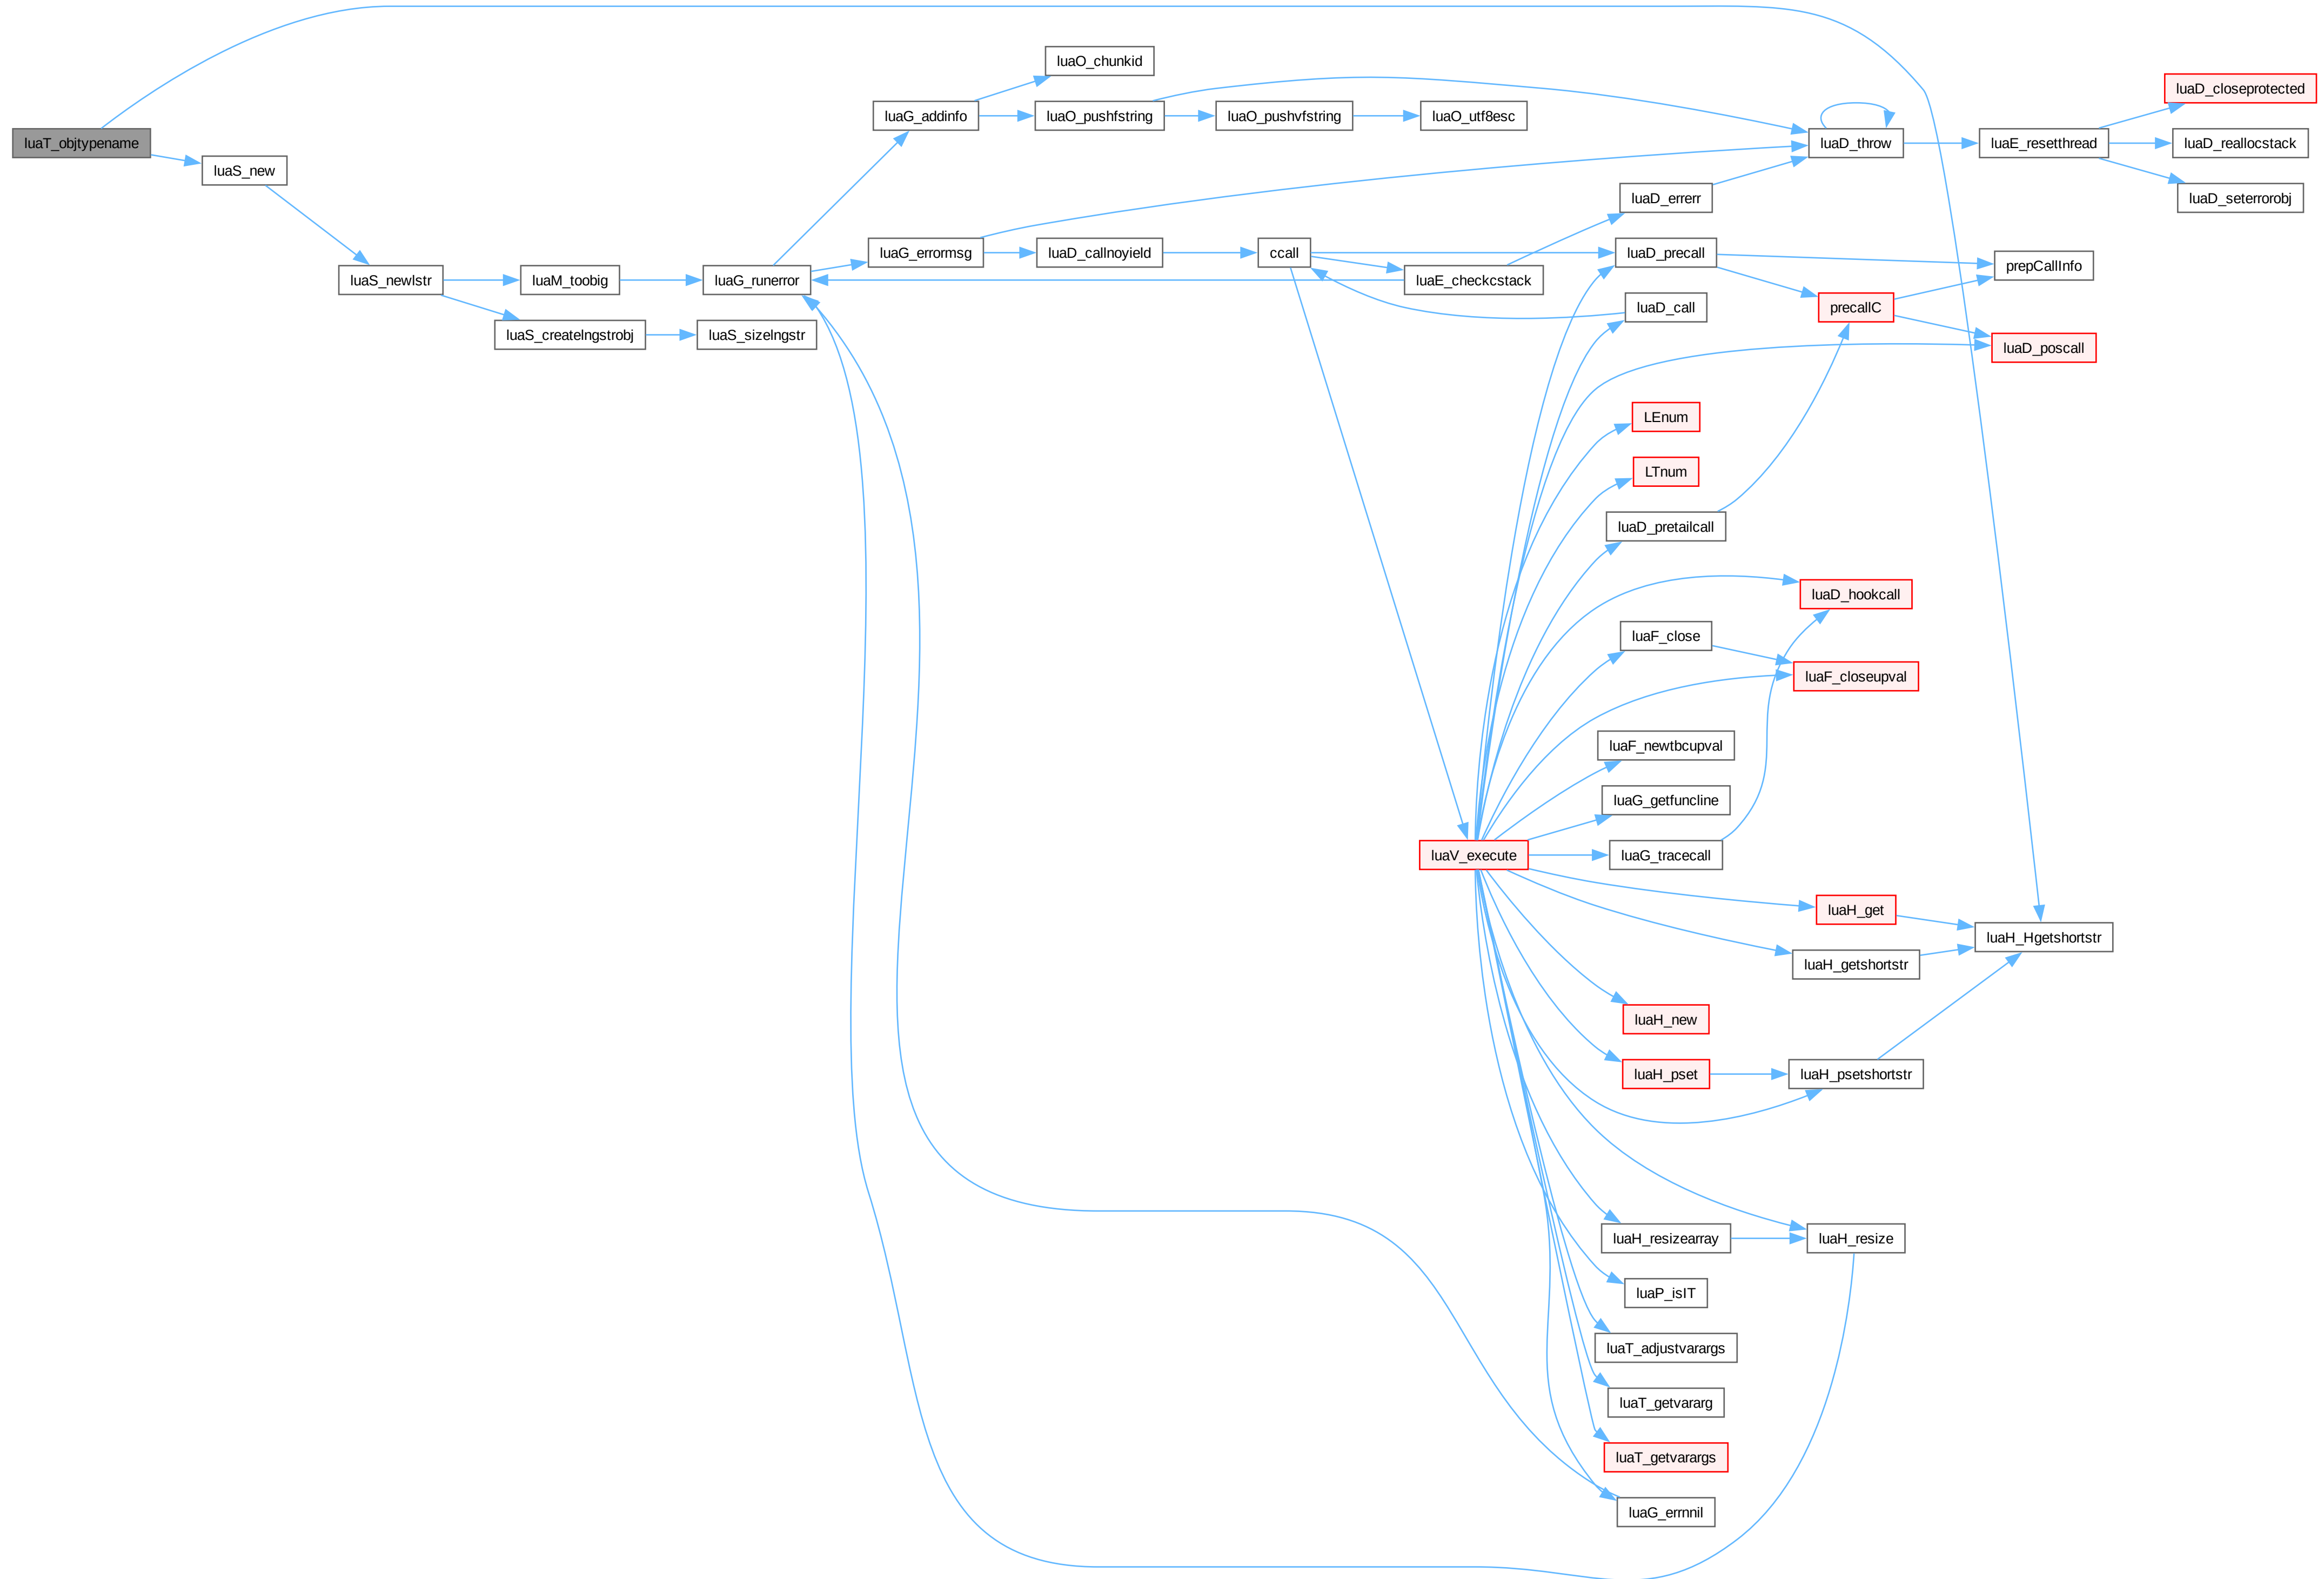 luaO_chunkid
luaD_closeprotected
luaG_addinfo
luaO_pushfstring
luaO_pushvfstring
luaO_utf8esc
luaT_objtypename
luaD_throw
luaE_resetthread
luaD_reallocstack
luaS_new
luaD_errerr
luaD_seterrorobj
luaG_errormsg
luaD_callnoyield
ccall
luaD_precall
prepCallInfo
luaS_newlstr
luaM_toobig
luaG_runerror
luaE_checkcstack
luaD_call
precallC
luaS_createlngstrobj
luaS_sizelngstr
luaD_poscall
LEnum
LTnum
luaD_pretailcall
luaD_hookcall
luaF_close
luaF_closeupval
luaF_newtbcupval
luaG_getfuncline
luaV_execute
luaG_tracecall
luaH_get
luaH_Hgetshortstr
luaH_getshortstr
luaH_new
luaH_pset
luaH_psetshortstr
luaH_resizearray
luaH_resize
luaP_isIT
luaT_adjustvarargs
luaT_getvararg
luaT_getvarargs
luaG_errnnil